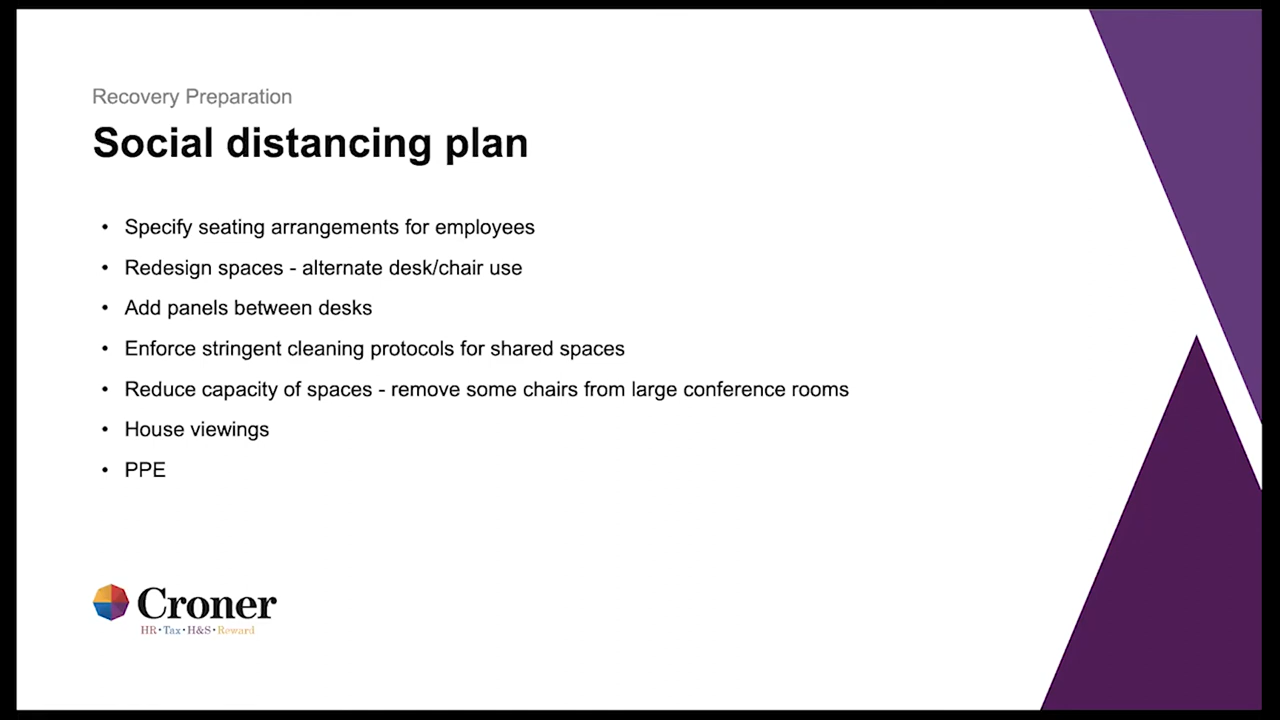 Recovery Preparation
Social distancing plan
• Specify seating arrangements for employees
• Redesign spaces - alternate desk/chair use
• Add panels between desks
• Enforce stringent cleaning protocols for shared spaces
• Reduce capacity of spaces - remove some chairs from large conference rooms
• House viewings
• PPE
Croner
HR•Tax•H&S•Reward